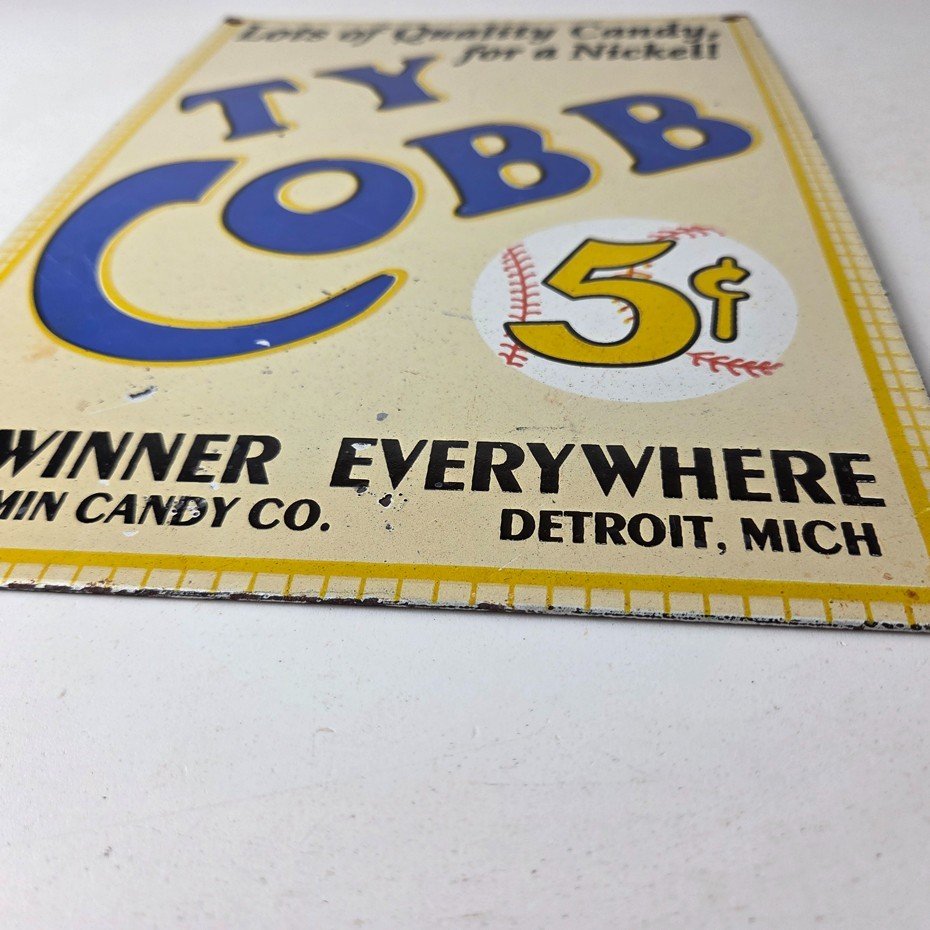 Lots of Quality Candy,
for a Nickel!
TY
COBB
5¢
WINNER EVERYWHERE
MIN CANDY CO.
DETROIT, MICH